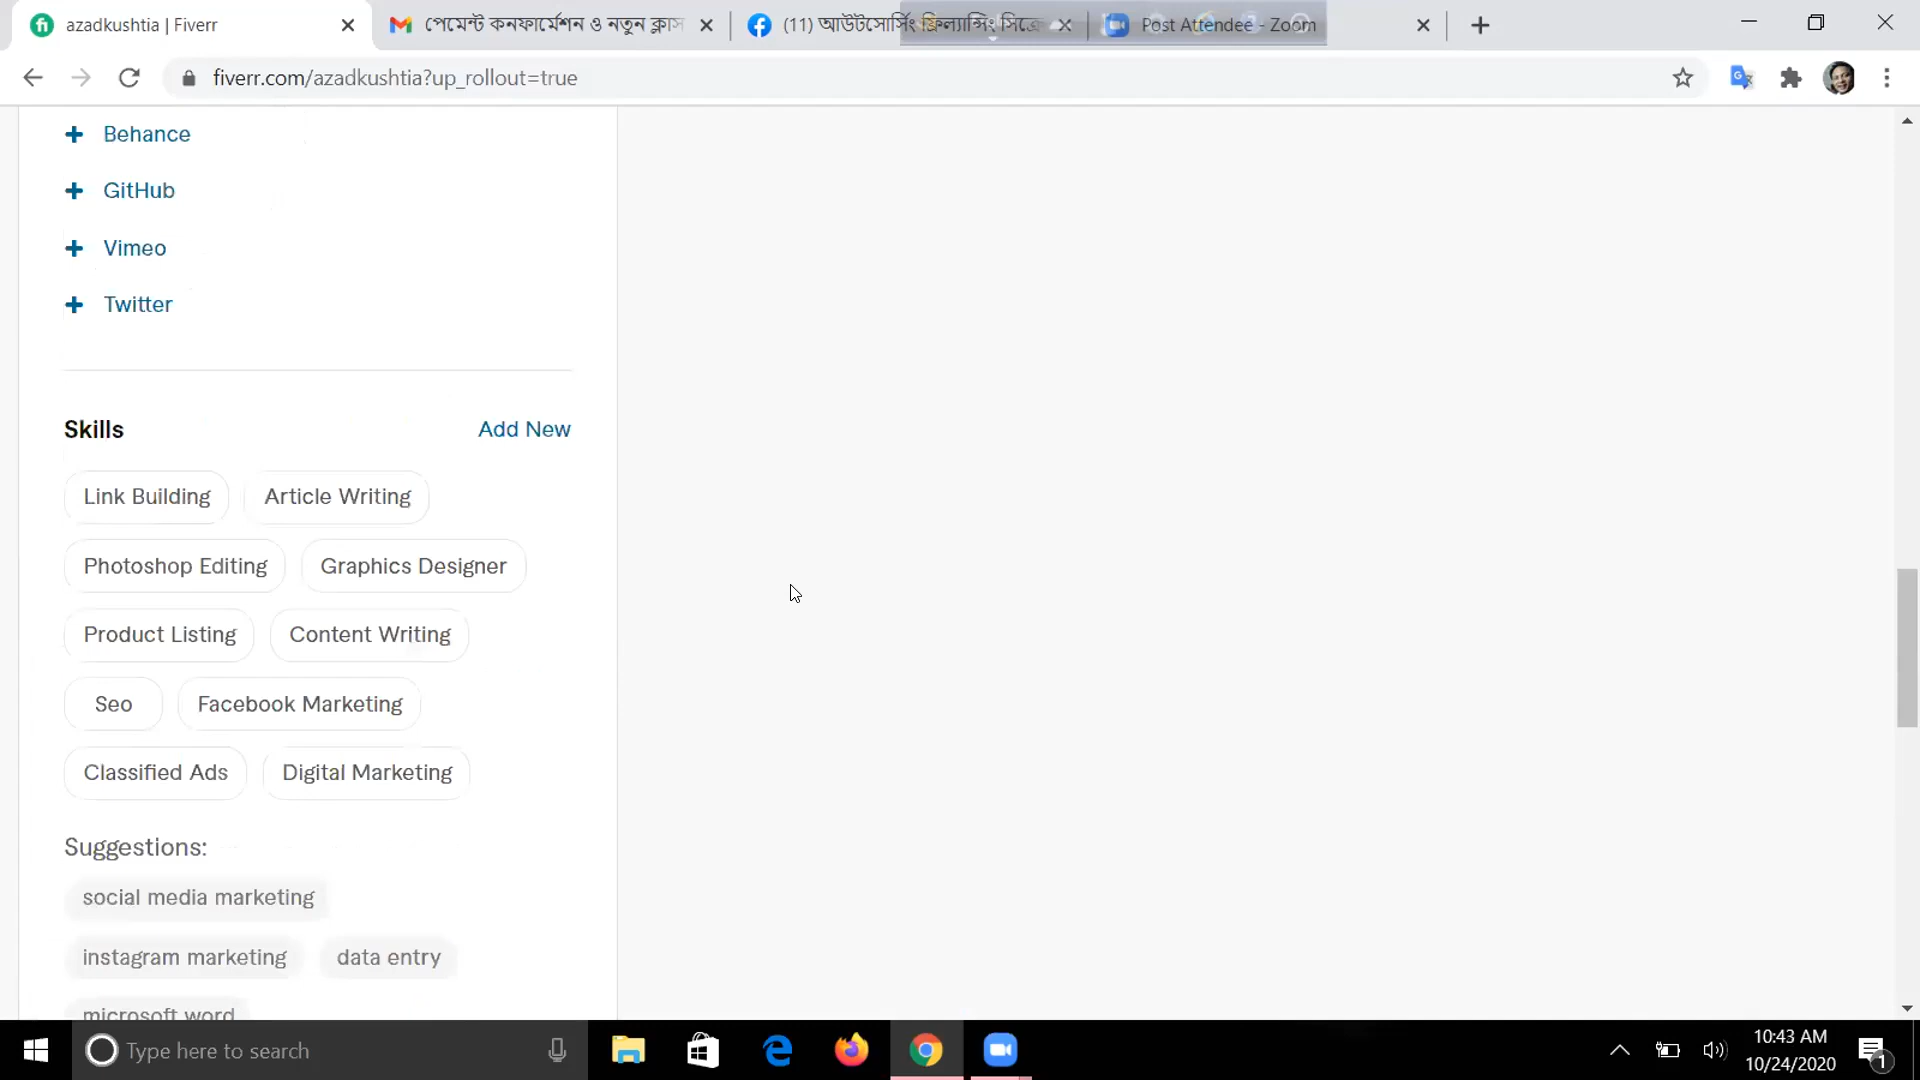 azadkushtia | Fiverr
পেমেন্ট কনফার্মেশন ও নতুন ক্লাস
(11) আউটসোর্সিং ফ্রিল্যান্সিং সিক্রে
Post Attendee - Zoom
fiverr.com/azadkushtia?up_rollout=true
Behance
GitHub
Vimeo
Twitter
Skills Add New
Link Building Article Writing
Photoshop Editing Graphics Designer
Product Listing Content Writing
Seo Facebook Marketing
Classified Ads Digital Marketing
Suggestions:
social media marketing
instagram marketing data entry
microsoft word
Type here to search
10:43 AM
10/24/2020
1